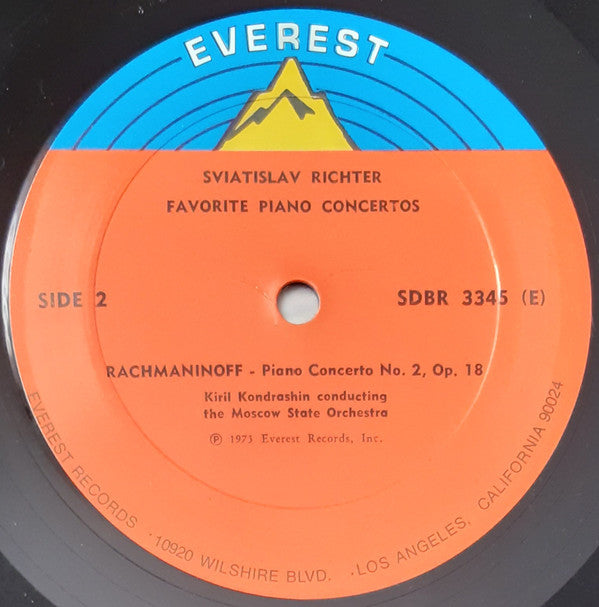 EVEREST
SVIATISLAV RICHTER
FAVORITE PIANO CONCERTOS
SIDE 2
SDBR 3345 (E)
RACHMANINOFF - Piano Concerto No. 2, Op. 18
Kiril Kondrashin conducting
the Moscow State Orchestra
Ⓟ 1973 Everest Records, Inc.
EVEREST RECORDS · 10920 WILSHIRE BLVD. · LOS ANGELES, CALIFORNIA 90024